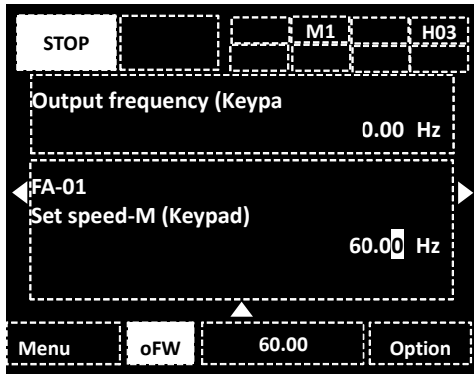 STOP M1 H03
Output frequency (Keypa
0.00 Hz
FA-01
Set speed-M (Keypad)
60.00 Hz
Menu oFW 60.00 Option